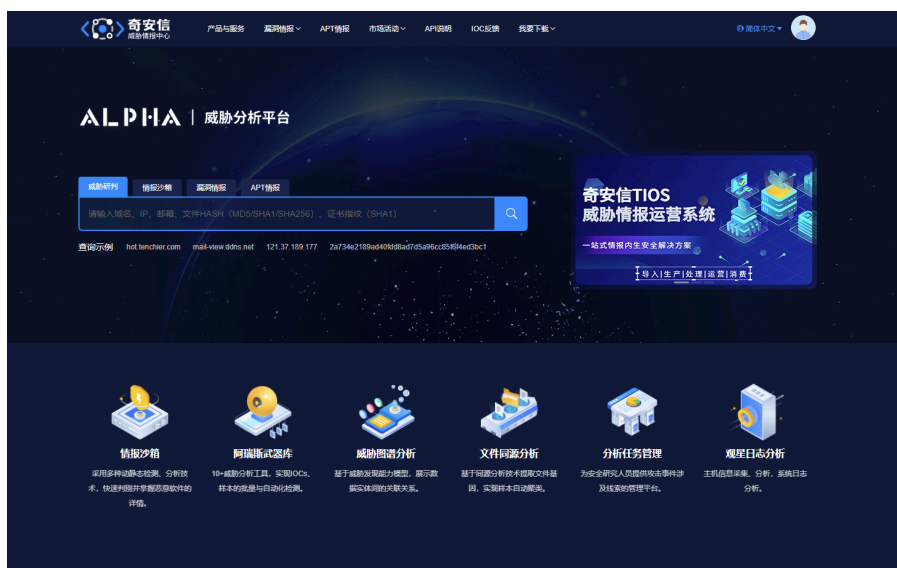 奇安信
威胁情报中心
产品与服务 漏洞情报 APT情报 市场活动 API说明 IOC反馈 我要下载
简体中文
ALPHA | 威胁分析平台
威胁研判 情报沙箱 漏洞情报 APT情报
请输入域名、IP、邮箱、文件HASH（MD5/SHA1/SHA256）、证书指纹（SHA1）
查询示例 hot.tenchier.com mail-view.ddns.net 121.37.189.177
奇安信TIOS
威胁情报运营系统
一站式情报内生安全解决方案
导入|生产|处理|运营|消费
情报沙箱
采用多种动静态检测、分析技
术，快速判别并掌握恶意软件的
详情。
阿瑞斯武器库
10+威胁分析工具，实现IOCs、
样本的批量与自动化检测。
威胁图谱分析
基于威胁发现能力模型，展示数
据实体间的关联关系。
文件同源分析
基于同源分析技术提取文件基
因，实现样本自动聚类。
分析任务管理
为安全研究人员提供攻击事件涉
及线索的管理平台。
观星日志分析
主机信息采集、分析，系统日志
分析。